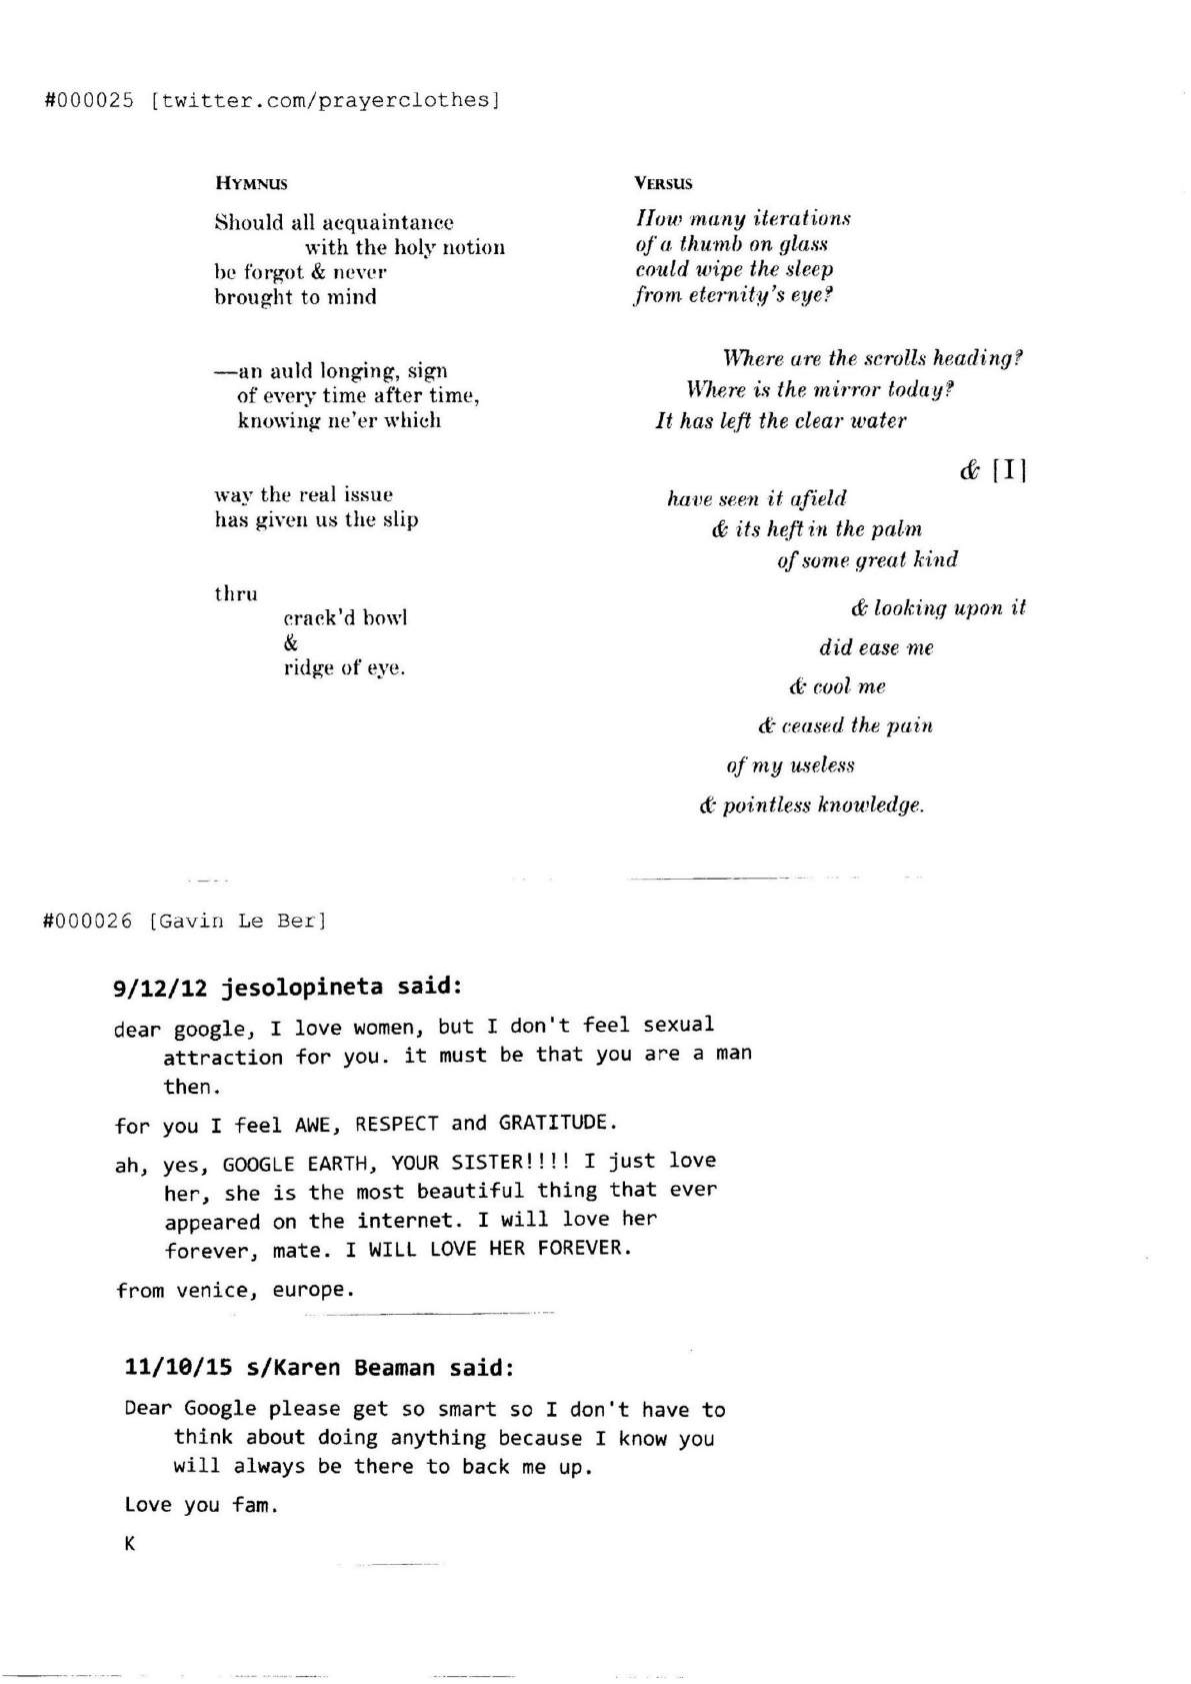 #000025 [twitter.com/prayerclothes]
HYMNUS
Should all acquaintance
with the holy notion
be forgot & never
brought to mind
—an auld longing, sign
of every time after time,
knowing ne'er which
way the real issue
has given us the slip
thru
crack'd bowl
&
ridge of eye.
VERSUS
How many iterations
of a thumb on glass
could wipe the sleep
from eternity's eye?
Where are the scrolls heading?
Where is the mirror today?
It has left the clear water
& [I]
have seen it afield
& its heft in the palm
of some great kind
& looking upon it
did ease me
& cool me
& ceased the pain
of my useless
& pointless knowledge.
#000026 [Gavin Le Ber]
9/12/12 jesolopineta said:
dear google, I love women, but I don't feel sexual
attraction for you. it must be that you are a man
then.
for you I feel AWE, RESPECT and GRATITUDE.
ah, yes, GOOGLE EARTH, YOUR SISTER!!!! I just love
her, she is the most beautiful thing that ever
appeared on the internet. I will love her
forever, mate. I WILL LOVE HER FOREVER.
from venice, europe.
11/10/15 s/Karen Beaman said:
Dear Google please get so smart so I don't have to
think about doing anything because I know you
will always be there to back me up.
Love you fam.
K